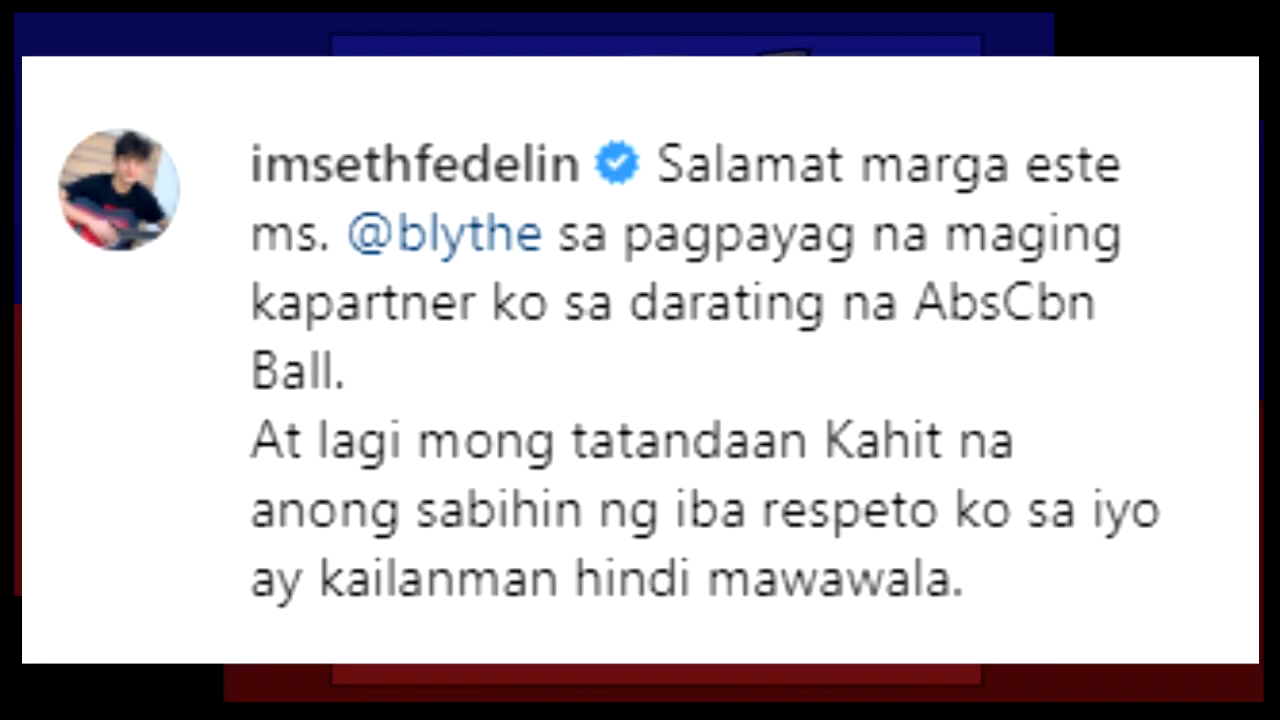 imsethfedelin Salamat marga este
ms. @blythe sa pagpayag na maging
kapartner ko sa darating na AbsCbn
Ball.
At lagi mong tatandaan Kahit na
anong sabihin ng iba respeto ko sa iyo
ay kailanman hindi mawawala.